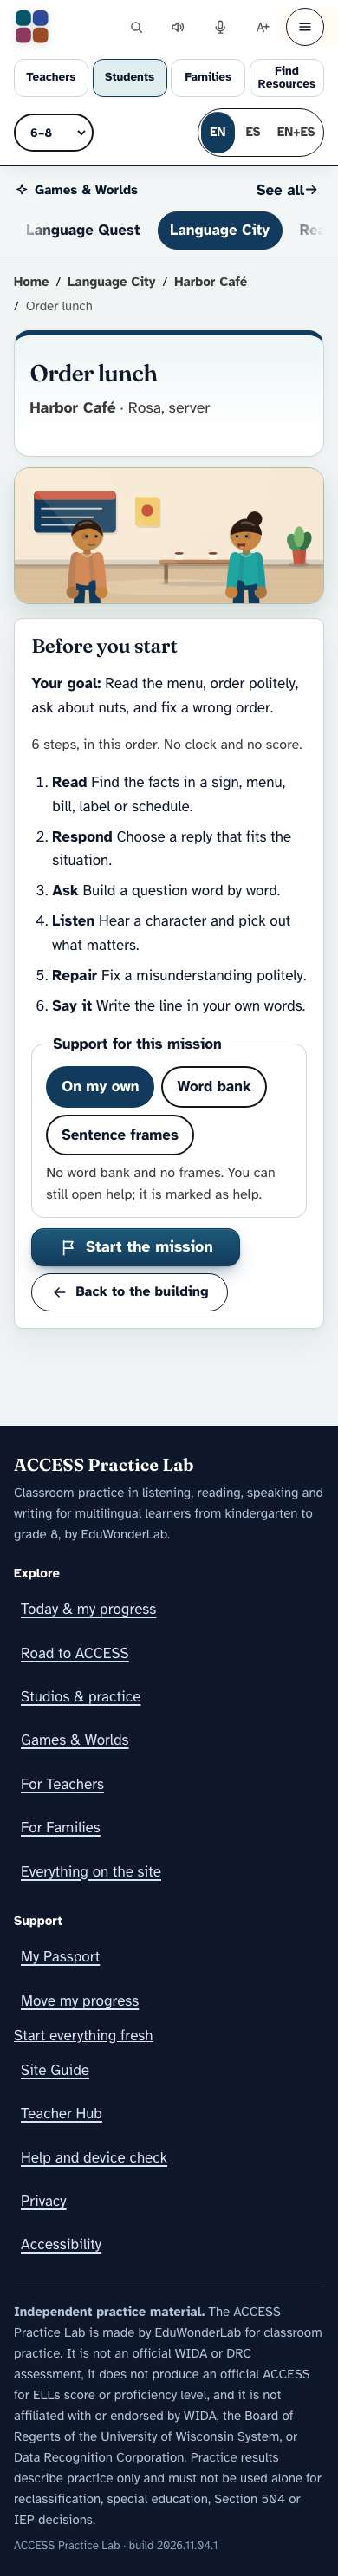 A+
Teachers
Students
Families
Find
Resources
6–8
EN
ES
EN+ES
Games & Worlds
See all
Language Quest
Language City
Home / Language City / Harbor Café
/ Order lunch
Order lunch
Harbor Café · Rosa, server
Before you start
Your goal: Read the menu, order politely,
ask about nuts, and fix a wrong order.
6 steps, in this order. No clock and no score.
1. Read Find the facts in a sign, menu,
bill, label or schedule.
2. Respond Choose a reply that fits the
situation.
3. Ask Build a question word by word.
4. Listen Hear a character and pick out
what matters.
5. Repair Fix a misunderstanding politely.
6. Say it Write the line in your own words.
Support for this mission
On my own
Word bank
Sentence frames
No word bank and no frames. You can
still open help; it is marked as help.
Start the mission
Back to the building
ACCESS Practice Lab
Classroom practice in listening, reading, speaking and
writing for multilingual learners from kindergarten to
grade 8, by EduWonderLab.
Explore
Today & my progress
Road to ACCESS
Studios & practice
Games & Worlds
For Teachers
For Families
Everything on the site
Support
My Passport
Move my progress
Start everything fresh
Site Guide
Teacher Hub
Help and device check
Privacy
Accessibility
Independent practice material. The ACCESS
Practice Lab is made by EduWonderLab for classroom
practice. It is not an official WIDA or DRC
assessment, it does not produce an official ACCESS
for ELLs score or proficiency level, and it is not
affiliated with or endorsed by WIDA, the Board of
Regents of the University of Wisconsin System, or
Data Recognition Corporation. Practice results
describe practice only and must not be used alone for
reclassification, special education, Section 504 or
IEP decisions.
ACCESS Practice Lab · build 2026.11.04.1